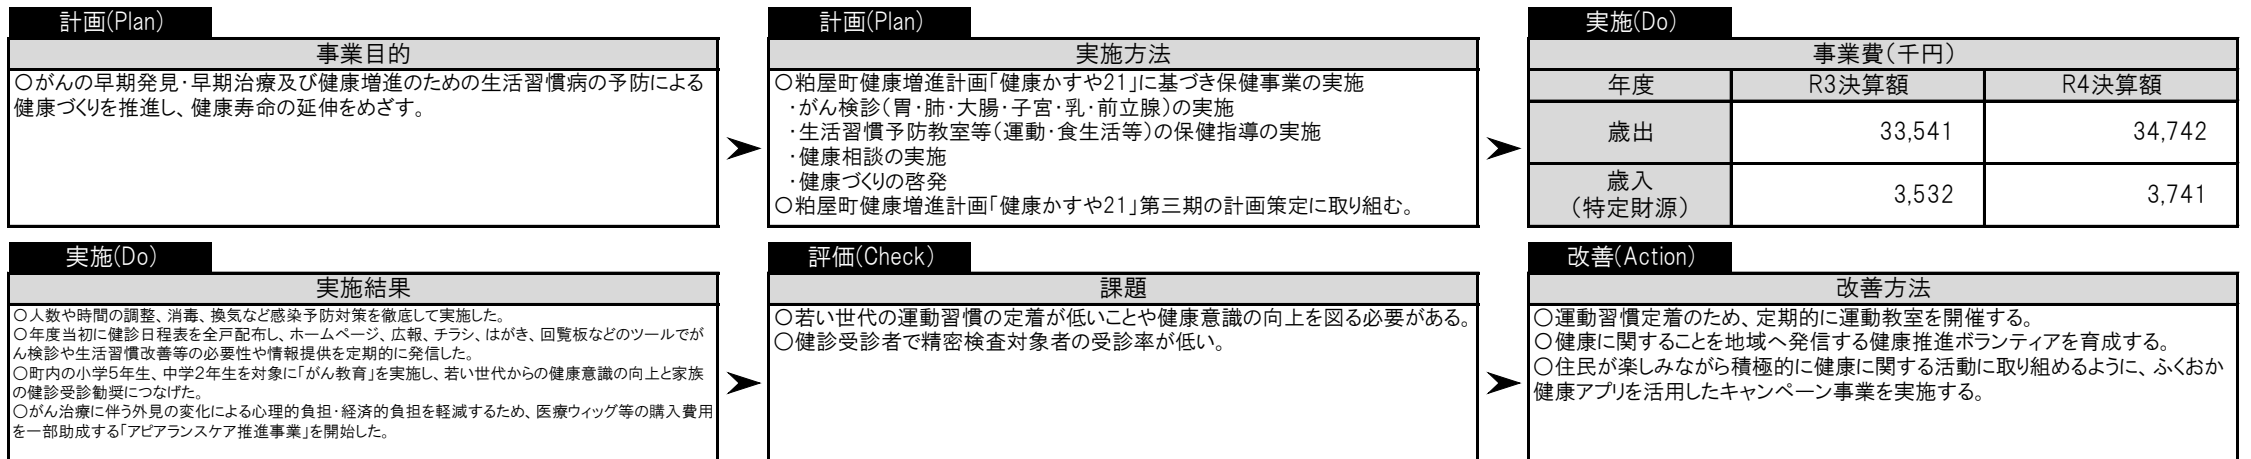 計画(Plan)
事業目的
○がんの早期発見・早期治療及び健康増進のための生活習慣病の予防による
健康づくりを推進し、健康寿命の延伸をめざす。
計画(Plan)
実施方法
○粕屋町健康増進計画「健康かすや21」に基づき保健事業の実施
・がん検診（胃・肺・大腸・子宮・乳・前立腺）の実施
・生活習慣予防教室等（運動・食生活等）の保健指導の実施
・健康相談の実施
・健康づくりの啓発
○粕屋町健康増進計画「健康かすや21」第三期の計画策定に取り組む。
実施(Do)
事業費（千円）
年度 R3決算額 R4決算額
歳出 33,541 34,742
歳入
（特定財源） 3,532 3,741
実施(Do)
実施結果
○人数や時間の調整、消毒、換気など感染予防対策を徹底して実施した。
○年度当初に健診日程表を全戸配布し、ホームページ、広報、チラシ、はがき、回覧板などのツールでが
ん検診や生活習慣改善等の必要性や情報提供を定期的に発信した。
○町内の小学5年生、中学2年生を対象に「がん教育」を実施し、若い世代からの健康意識の向上と家族
の健診受診勧奨につなげた。
○がん治療に伴う外見の変化による心理的負担・経済的負担を軽減するため、医療ウィッグ等の購入費用
を一部助成する「アピアランスケア推進事業」を開始した。
評価(Check)
課題
○若い世代の運動習慣の定着が低いことや健康意識の向上を図る必要がある。
○健診受診者で精密検査対象者の受診率が低い。
改善(Action)
改善方法
○運動習慣定着のため、定期的に運動教室を開催する。
○健康に関することを地域へ発信する健康推進ボランティアを育成する。
○住民が楽しみながら積極的に健康に関する活動に取り組めるように、ふくおか
健康アプリを活用したキャンペーン事業を実施する。